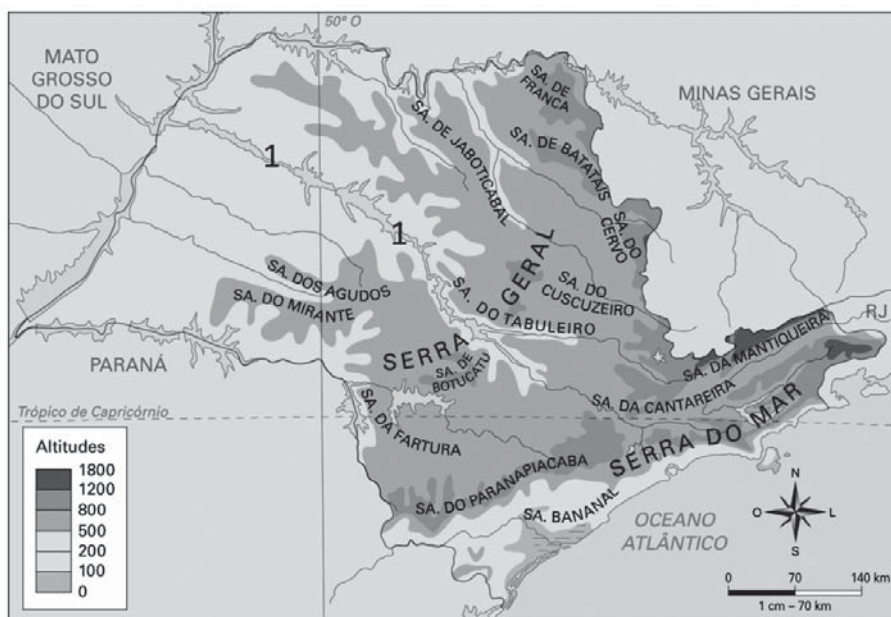 50° O
MATO
GROSSO
DO SUL
MINAS GERAIS
SA. DE
FRANCA
SA. DE JABOTICABAL
SA. DE BATATAIS
SA. DO
CERVO
1
1
GERAL
SA. DOS AGUDOS
SA. DO MIRANTE
SA. DO TABULEIRO
SA. DO
CUSCUZEIRO
RJ
PARANÁ
SERRA
SA. DE
BOTUCATU
SA. DA MANTIQUEIRA
SA. DA CANTAREIRA
SERRA DO MAR
Trópico de Capricórnio
SA. DA
FARTURA
SA. DO PARANAPIACABA
SA. BANANAL
OCEANO
ATLÂNTICO
Altitudes
1800
1200
800
500
200
100
0
N
O L
S
0 70 140 km
1 cm – 70 km